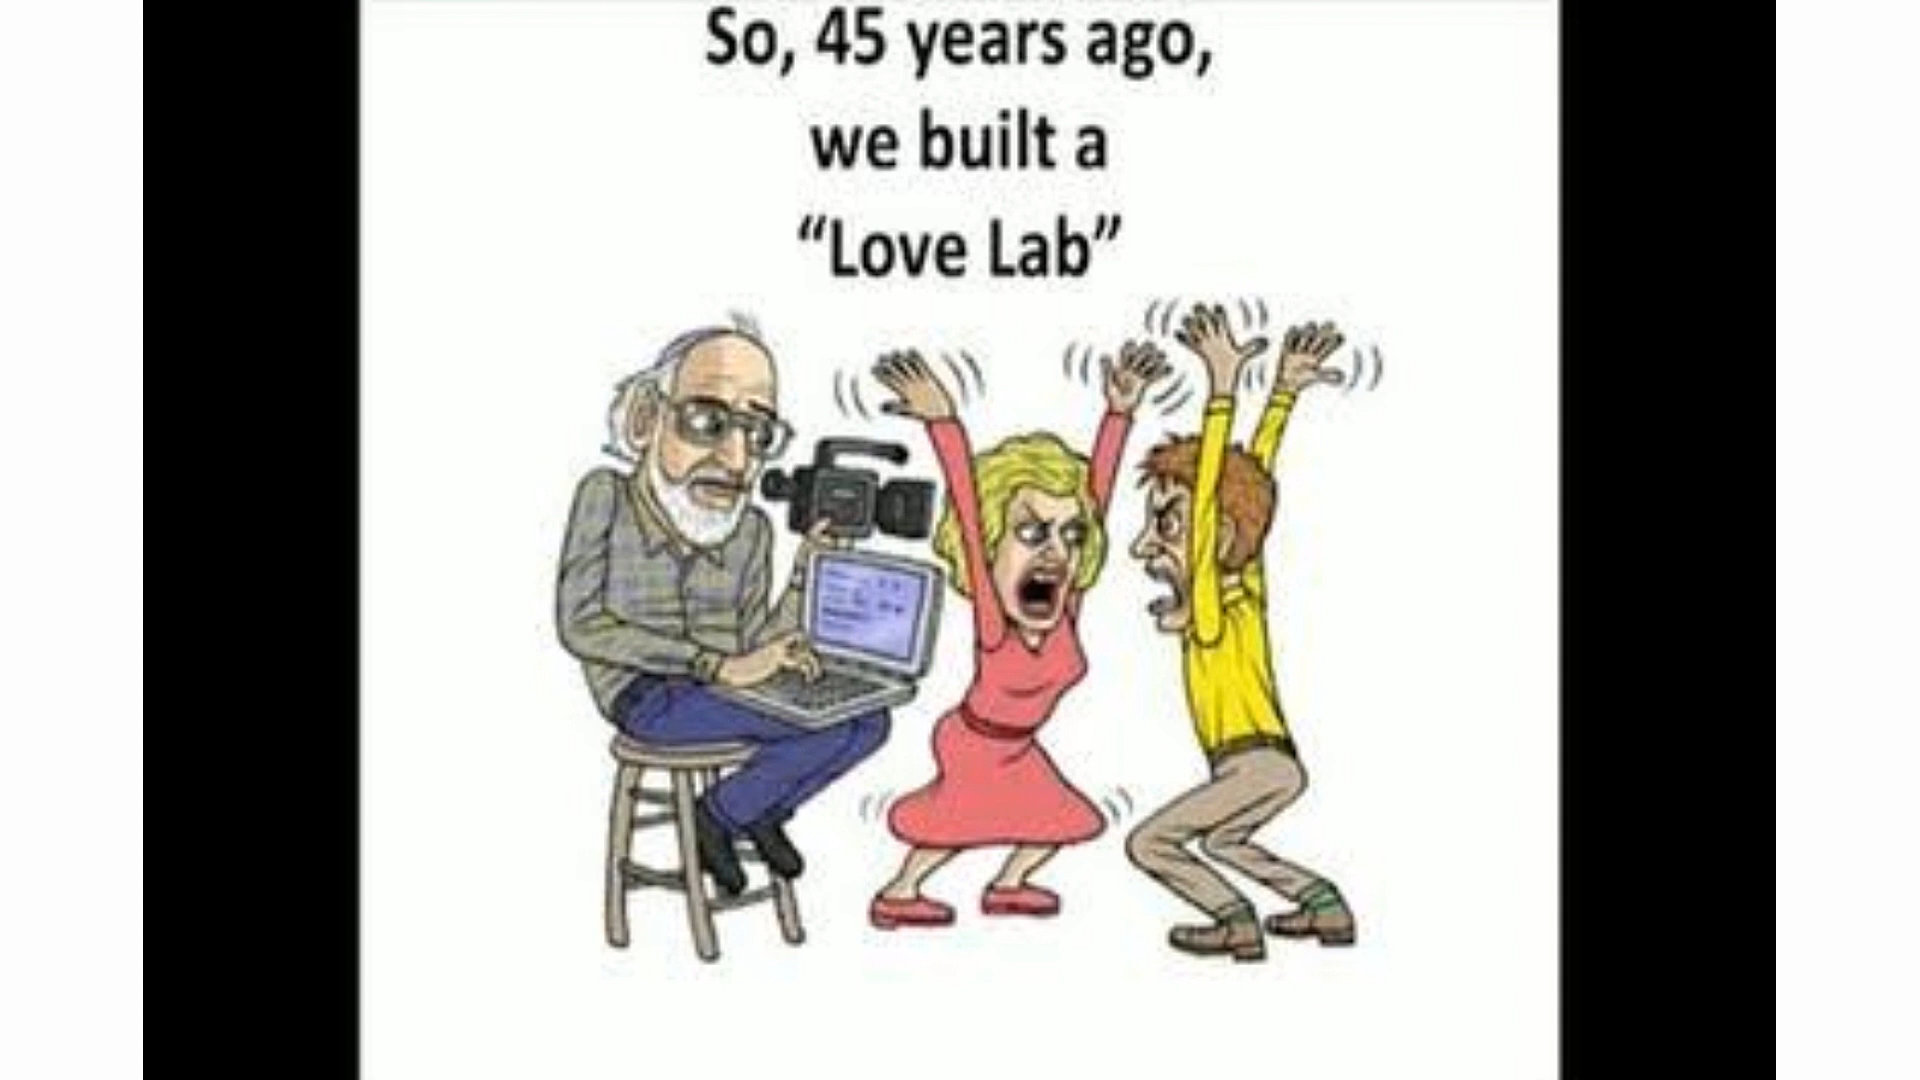 So, 45 years ago,
we built a
“Love Lab”